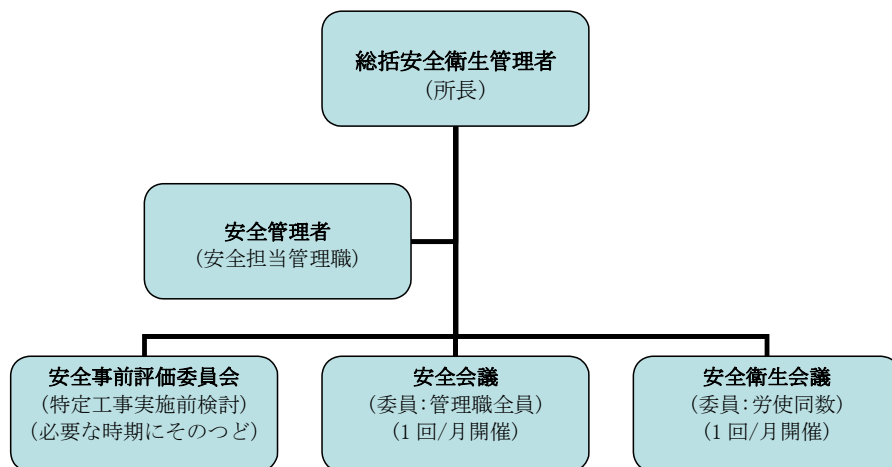 総括安全衛生管理者
(所長)
安全管理者
(安全担当管理職)
安全事前評価委員会
(特定工事実施前検討)
(必要な時期にそのつど)
安全会議
(委員:管理職全員)
(1 回/月開催)
安全衛生会議
(委員:労使同数)
(1 回/月開催)